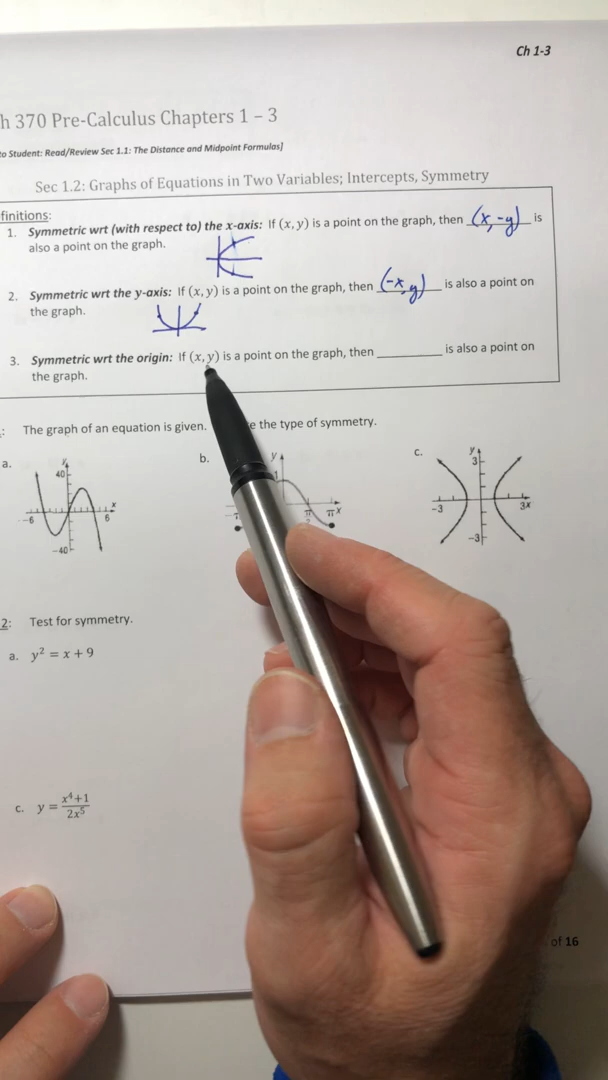 Ch 1-3
h 370 Pre-Calculus Chapters 1 – 3
to Student: Read/Review Sec 1.1: The Distance and Midpoint Formulas]
Sec 1.2: Graphs of Equations in Two Variables; Intercepts, Symmetry
finitions:
1. Symmetric wrt (with respect to) the x-axis: If (x, y) is a point on the graph, then (x, -y) is
also a point on the graph.
2. Symmetric wrt the y-axis: If (x, y) is a point on the graph, then (-x, y) is also a point on
the graph.
3. Symmetric wrt the origin: If (x, y) is a point on the graph, then ________ is also a point on
the graph.
: The graph of an equation is given. e the type of symmetry.
a. b. c.
y 40 x -6 6 -40
y 1 π/2 π x
y 3 -3 3x -3
2: Test for symmetry.
a. y² = x + 9
c. y = (x⁴+1)/(2x⁵)
of 16